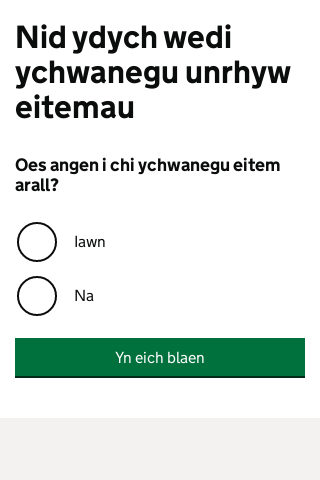 Nid ydych wedi
ychwanegu unrhyw
eitemau
Oes angen i chi ychwanegu eitem
arall?
Iawn
Na
Yn eich blaen